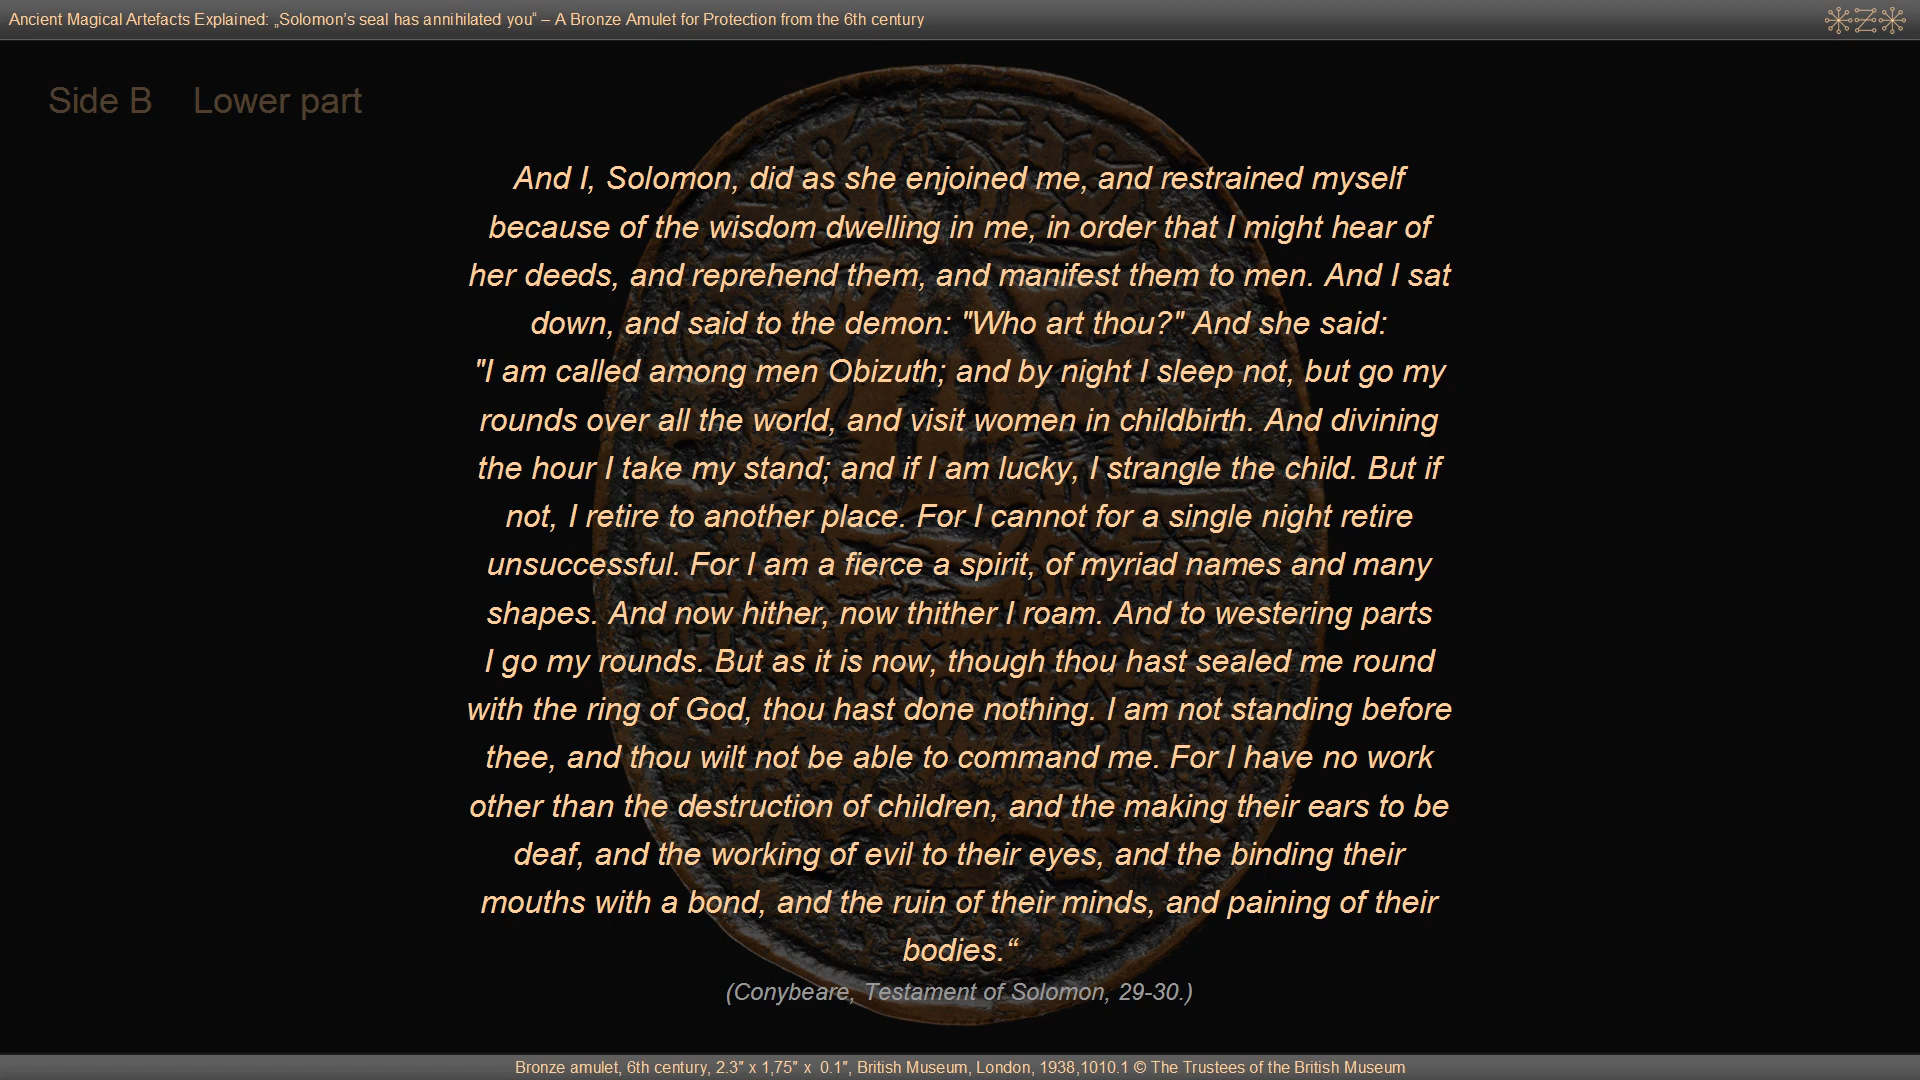 Ancient Magical Artefacts Explained: „Solomon’s seal has annihilated you“ – A Bronze Amulet for Protection from the 6th century
Side B Lower part
And I, Solomon, did as she enjoined me, and restrained myself
because of the wisdom dwelling in me, in order that I might hear of
her deeds, and reprehend them, and manifest them to men. And I sat
down, and said to the demon: "Who art thou?" And she said:
"I am called among men Obizuth; and by night I sleep not, but go my
rounds over all the world, and visit women in childbirth. And divining
the hour I take my stand; and if I am lucky, I strangle the child. But if
not, I retire to another place. For I cannot for a single night retire
unsuccessful. For I am a fierce a spirit, of myriad names and many
shapes. And now hither, now thither I roam. And to westering parts
I go my rounds. But as it is now, though thou hast sealed me round
with the ring of God, thou hast done nothing. I am not standing before
thee, and thou wilt not be able to command me. For I have no work
other than the destruction of children, and the making their ears to be
deaf, and the working of evil to their eyes, and the binding their
mouths with a bond, and the ruin of their minds, and paining of their
bodies.“
(Conybeare, Testament of Solomon, 29-30.)
Bronze amulet, 6th century, 2.3″ x 1,75″ x 0.1″, British Museum, London, 1938,1010.1 © The Trustees of the British Museum